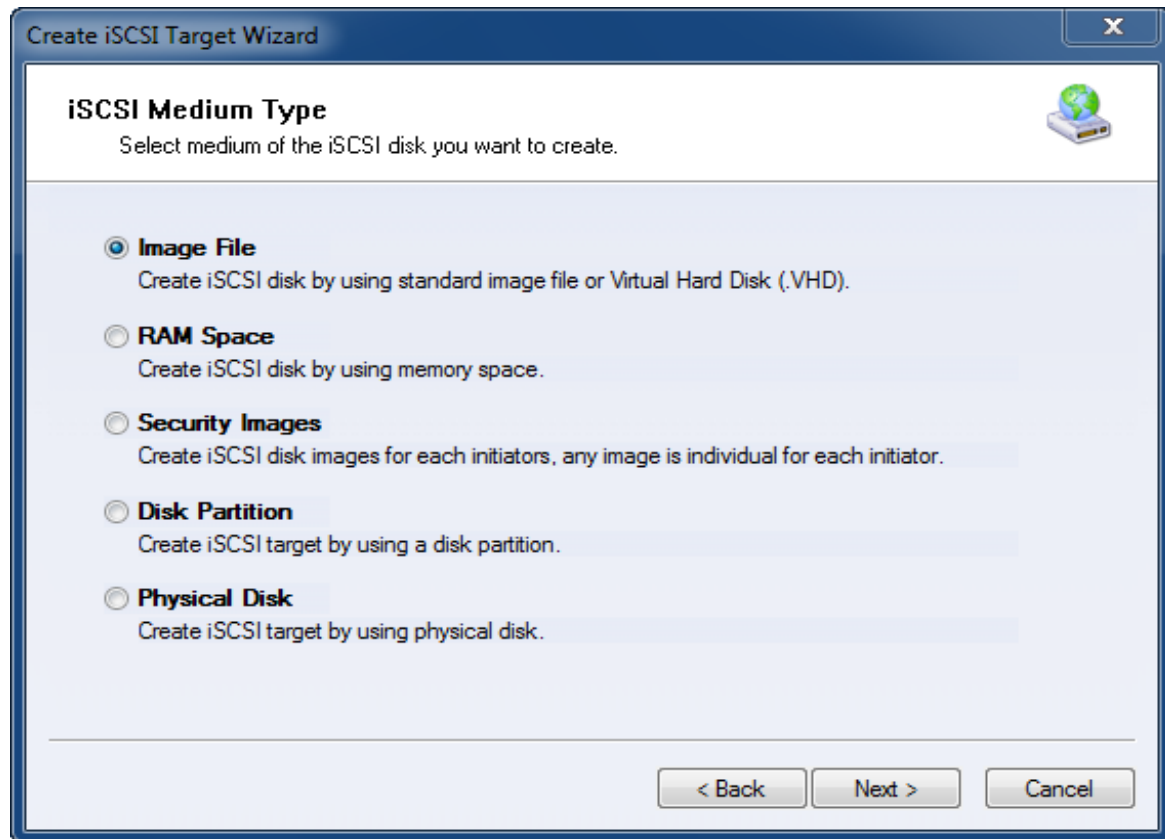 Create iSCSI Target Wizard
X
iSCSI Medium Type
Select medium of the iSCSI disk you want to create.
Image File
Create iSCSI disk by using standard image file or Virtual Hard Disk (.VHD).
RAM Space
Create iSCSI disk by using memory space.
Security Images
Create iSCSI disk images for each initiators, any image is individual for each initiator.
Disk Partition
Create iSCSI target by using a disk partition.
Physical Disk
Create iSCSI target by using physical disk.
< Back Next > Cancel